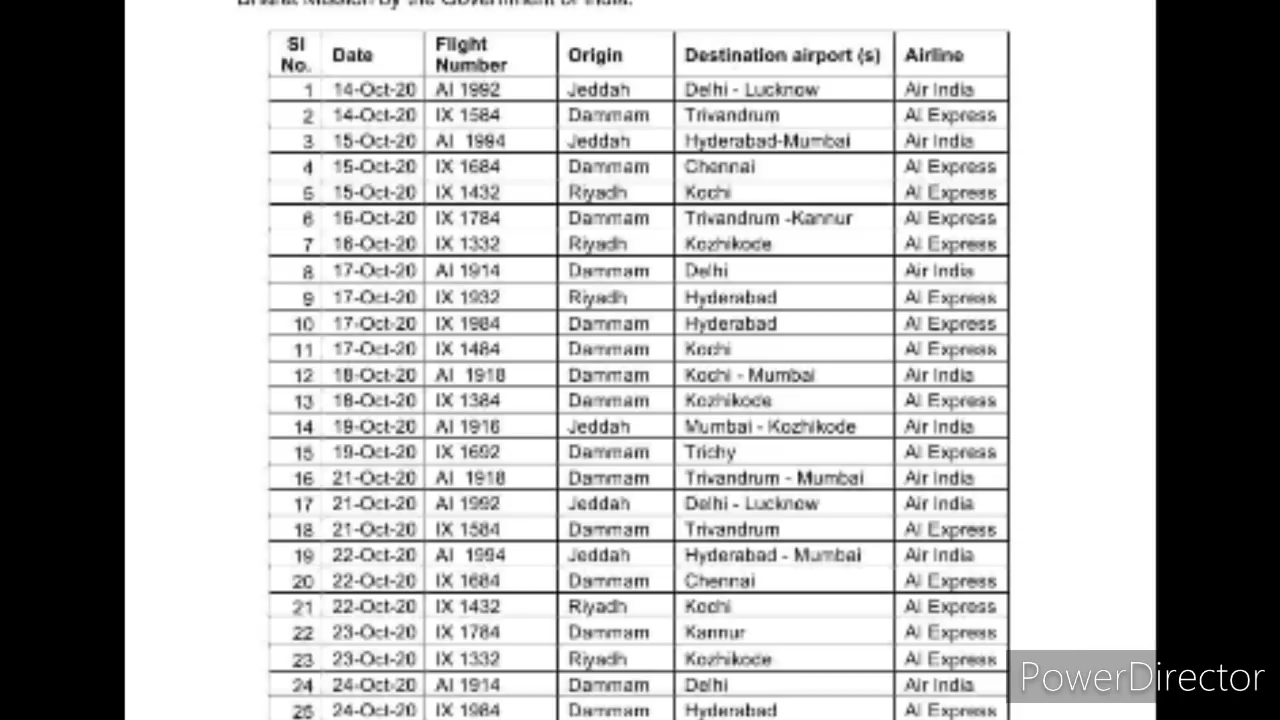 Bharat Mission by the Government of India.
Sl No. Date Flight Number Origin Destination airport (s) Airline
1 14-Oct-20 AI 1992 Jeddah Delhi - Lucknow Air India
2 14-Oct-20 IX 1584 Dammam Trivandrum AI Express
3 15-Oct-20 AI 1994 Jeddah Hyderabad-Mumbai Air India
4 15-Oct-20 IX 1684 Dammam Chennai AI Express
5 15-Oct-20 IX 1432 Riyadh Kochi AI Express
6 16-Oct-20 IX 1784 Dammam Trivandrum -Kannur AI Express
7 16-Oct-20 IX 1332 Riyadh Kozhikode AI Express
8 17-Oct-20 AI 1914 Dammam Delhi Air India
9 17-Oct-20 IX 1932 Riyadh Hyderabad AI Express
10 17-Oct-20 IX 1984 Dammam Hyderabad AI Express
11 17-Oct-20 IX 1484 Dammam Kochi AI Express
12 18-Oct-20 AI 1918 Dammam Kochi - Mumbai Air India
13 18-Oct-20 IX 1384 Dammam Kozhikode AI Express
14 19-Oct-20 AI 1916 Jeddah Mumbai - Kozhikode Air India
15 19-Oct-20 IX 1692 Dammam Trichy AI Express
16 21-Oct-20 AI 1918 Dammam Trivandrum - Mumbai Air India
17 21-Oct-20 AI 1992 Jeddah Delhi - Lucknow Air India
18 21-Oct-20 IX 1584 Dammam Trivandrum AI Express
19 22-Oct-20 AI 1994 Jeddah Hyderabad - Mumbai Air India
20 22-Oct-20 IX 1684 Dammam Chennai AI Express
21 22-Oct-20 IX 1432 Riyadh Kochi AI Express
22 23-Oct-20 IX 1784 Dammam Kannur AI Express
23 23-Oct-20 IX 1332 Riyadh Kozhikode AI Express
24 24-Oct-20 AI 1914 Dammam Delhi Air India
25 24-Oct-20 IX 1984 Dammam Hyderabad AI Express
PowerDirector